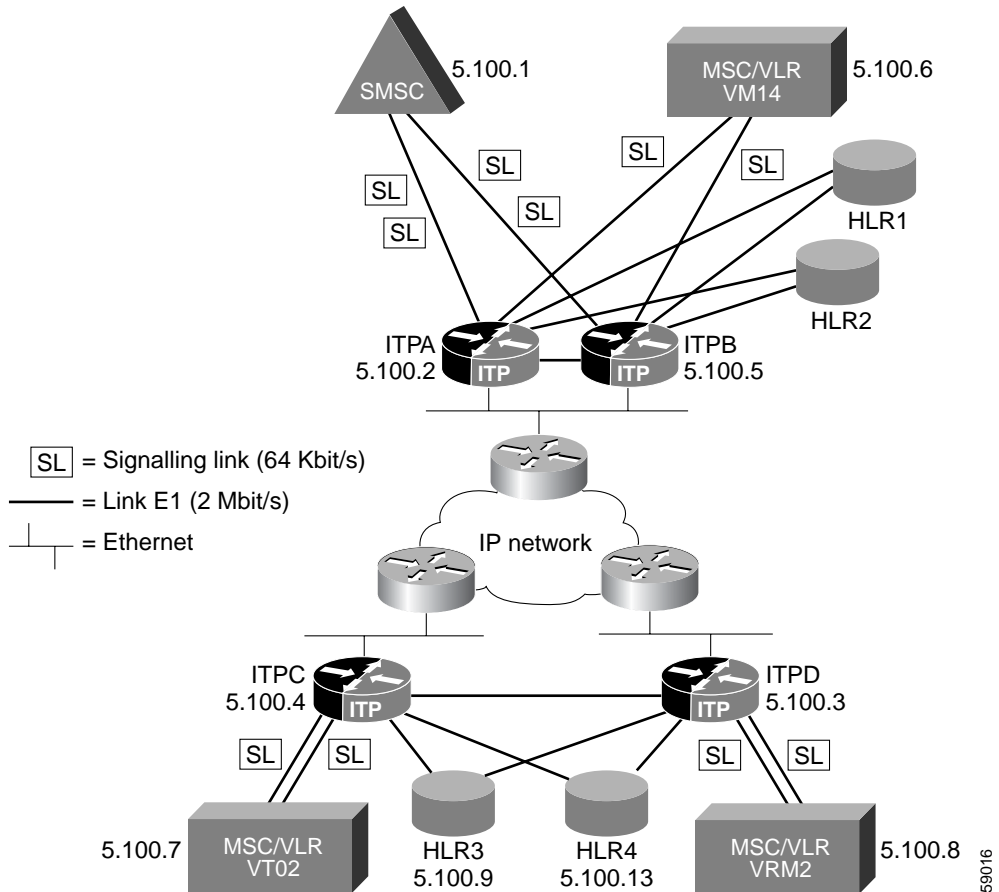 SMSC
5.100.1
MSC/VLR
VM14
5.100.6
SL
SL
SL
SL
SL
SL
HLR1
HLR2
ITPA
5.100.2
ITP
ITP
ITPB
5.100.5
SL = Signalling link (64 Kbit/s)
= Link E1 (2 Mbit/s)
= Ethernet
IP network
ITPC
5.100.4
ITP
ITP
ITPD
5.100.3
SL
SL
SL
SL
5.100.7
MSC/VLR
VT02
HLR3
5.100.9
HLR4
5.100.13
MSC/VLR
VRM2
5.100.8
59016